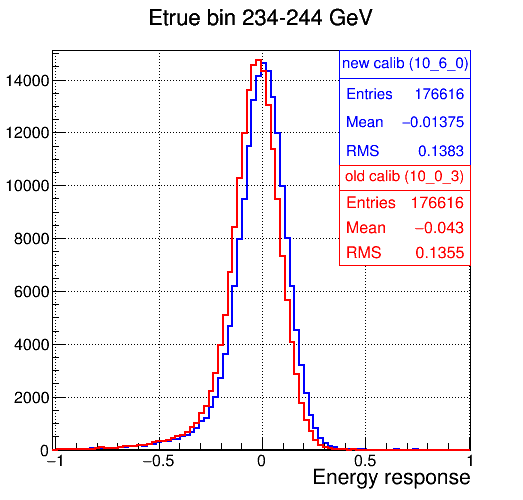 Etrue bin 234-244 GeV
new calib (10_6_0)
Entries 176616
Mean −0.01375
RMS 0.1383
old calib (10_0_3)
Entries 176616
Mean −0.043
RMS 0.1355
14000
12000
10000
8000
6000
4000
2000
0
−1 −0.5 0 0.5 1
Energy response